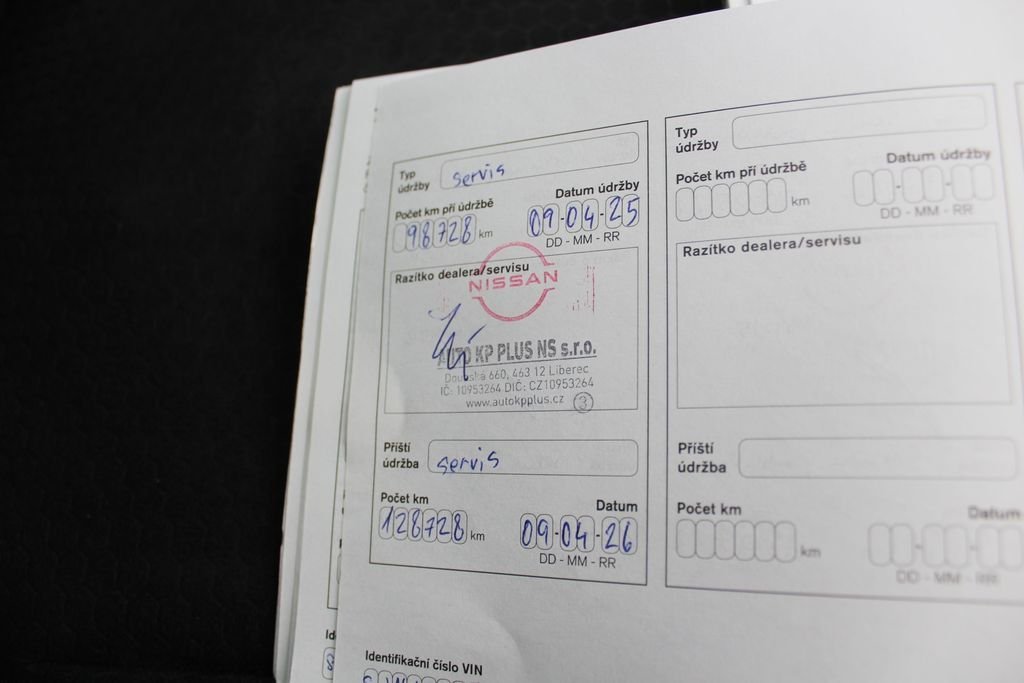 Typ
údržby servis
Počet km při údržbě
98728 km
Datum údržby
09-04-25
DD - MM - RR
Razítko dealera/servisu
NISSAN
AUTO KP PLUS NS s.r.o.
660, 463 12 Liberec
IČ: 10953264 DIČ: CZ10953264
www.autokpplus.cz 3
Příští
údržba servis
Počet km
128728 km
Datum
09-04-26
DD - MM - RR
Identifikační číslo VIN
Typ
údržby
Počet km při údržbě
km
Datum údržby
DD - MM - RR
Razítko dealera/servisu
Příští
údržba
Počet km
km
Datum
DD - MM - RR